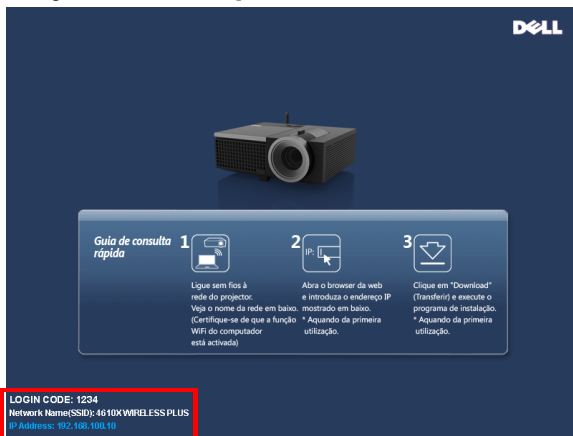 DELL
Guia de consulta
rápida
1
Ligue sem fios à
rede do projector.
Veja o nome da rede em baixo.
(Certifique-se de que a função
WiFi do computador
está activada)
2
IP:
Abra o browser da web
e introduza o endereço IP
mostrado em baixo.
* Aquando da primeira
utilização.
3
Clique em "Download"
(Transferir) e execute o
programa de instalação.
* Aquando da primeira
utilização.
LOGIN CODE: 1234
Network Name(SSID): 4610X WIRELESS PLUS
IP Address: 192.168.100.10